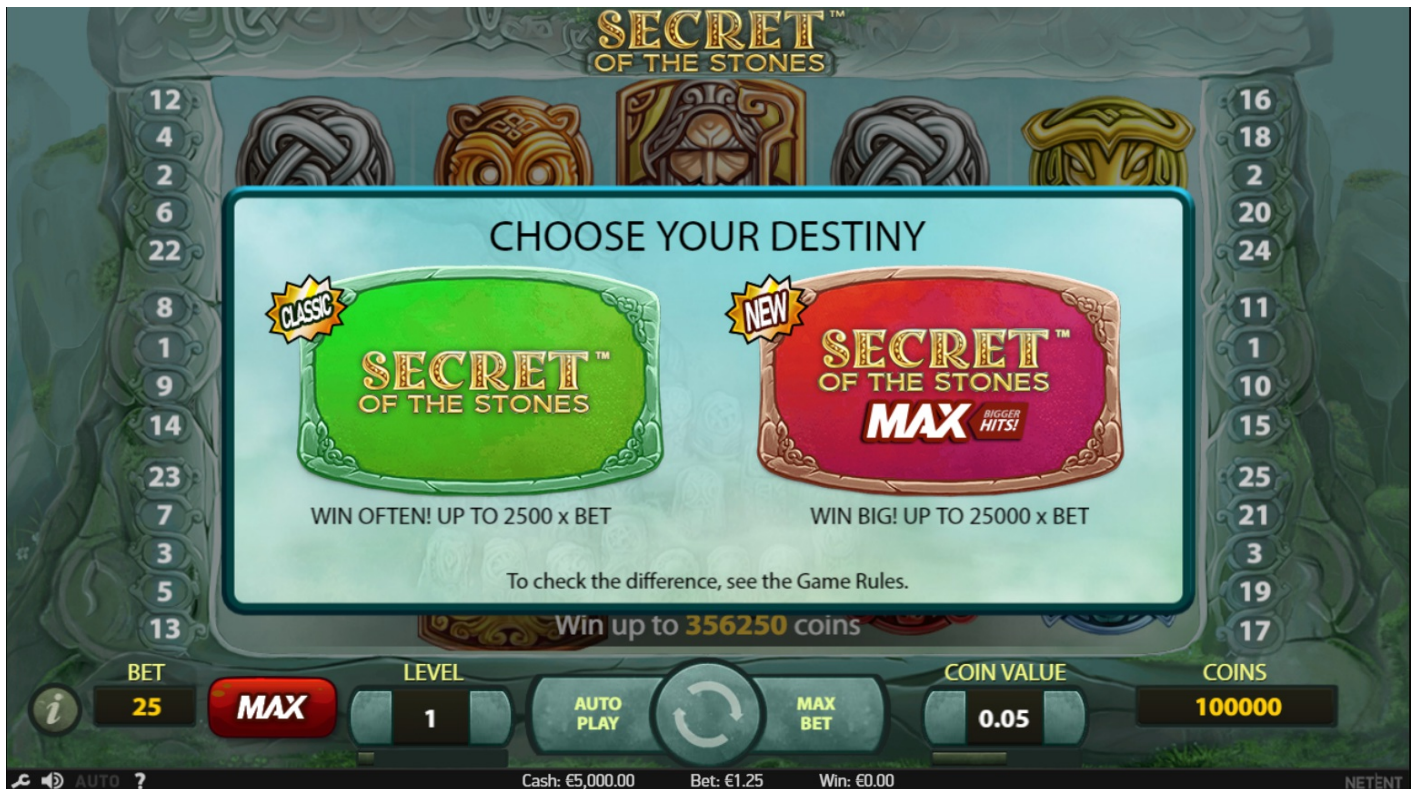 SECRET™
OF THE STONES
12
4
2
6
22
8
1
9
14
23
7
3
5
13
16
18
2
20
24
11
1
10
15
25
21
3
19
17
CHOOSE YOUR DESTINY
CLASSIC
SECRET™
OF THE STONES
WIN OFTEN! UP TO 2500 x BET
NEW
SECRET™
OF THE STONES
MAX BIGGER
HITS!
WIN BIG! UP TO 25000 x BET
To check the difference, see the Game Rules.
Win up to 356250 coins
BET
25
MAX
LEVEL
1
AUTO
PLAY
MAX
BET
COIN VALUE
0.05
COINS
100000
i
AUTO ?
Cash: €5,000.00 Bet: €1.25 Win: €0.00
NETENT